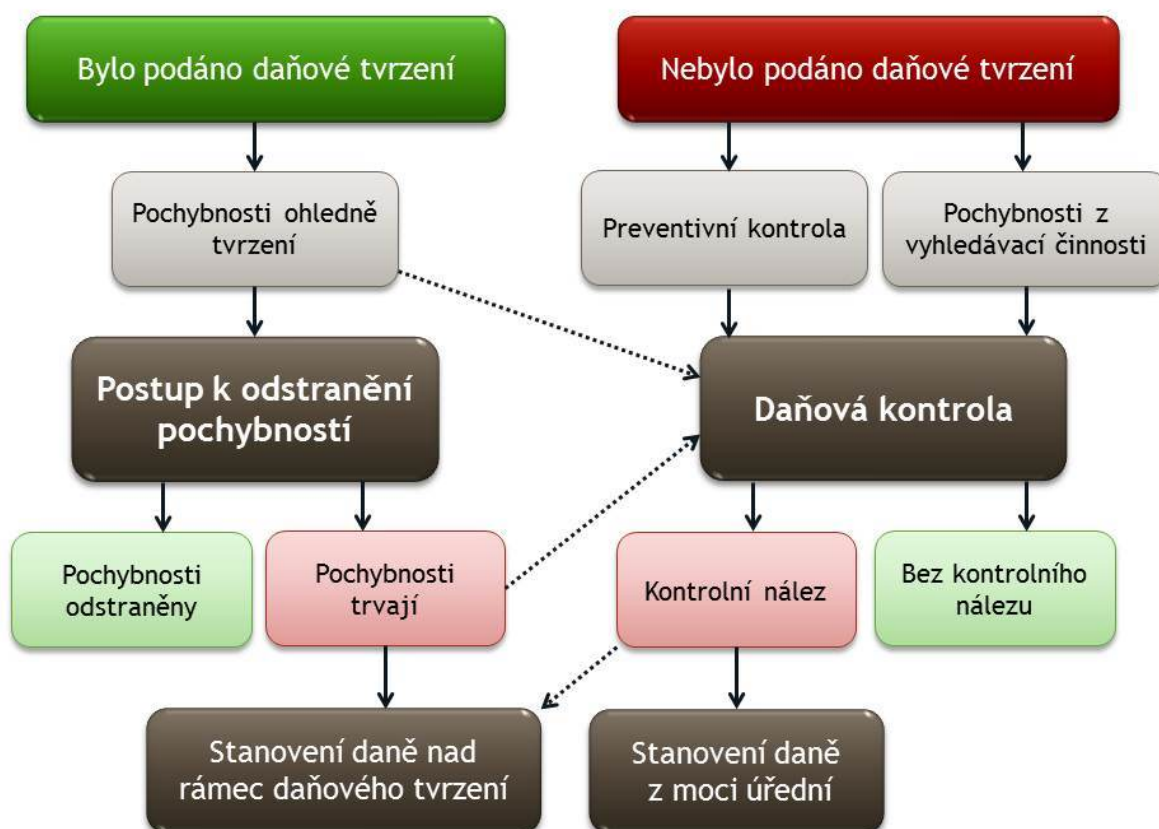 Bylo podáno daňové tvrzení
Nebylo podáno daňové tvrzení
Pochybnosti ohledně
tvrzení
Preventivní kontrola
Pochybnosti z
vyhledávací činnosti
Postup k odstranění
pochybností
Daňová kontrola
Pochybnosti
odstraněny
Pochybnosti
trvají
Kontrolní nález
Bez kontrolního
nálezu
Stanovení daně nad
rámec daňového tvrzení
Stanovení daně
z moci úřední